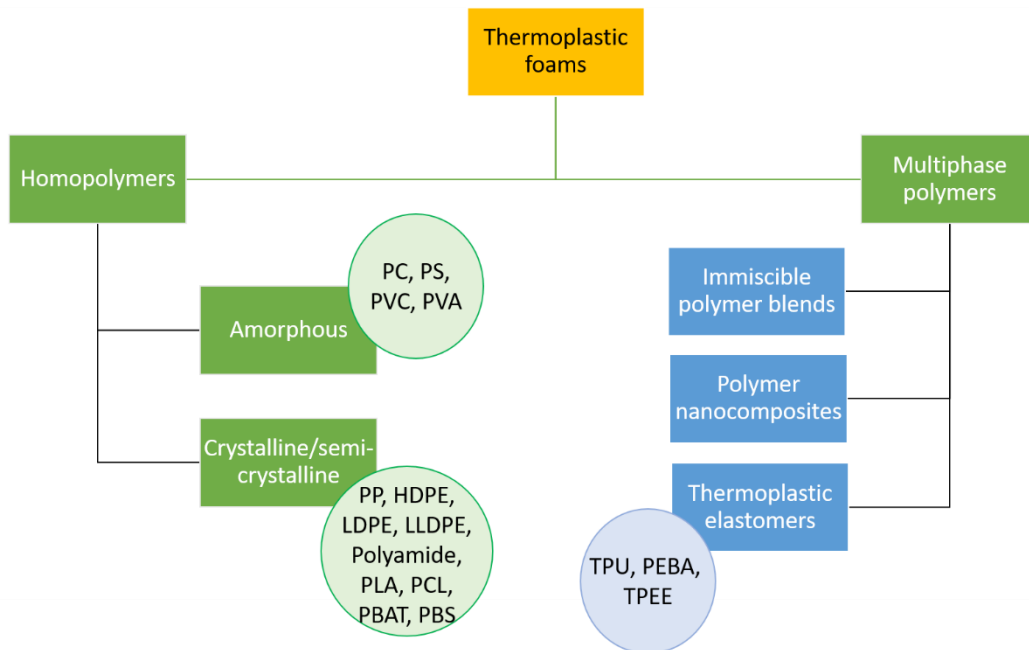 Thermoplastic
foams
Homopolymers
Multiphase
polymers
PC, PS,
PVC, PVA
Amorphous
Immiscible
polymer blends
Polymer
nanocomposites
Crystalline/semi-
crystalline
PP, HDPE,
LDPE, LLDPE,
Polyamide,
PLA, PCL,
PBAT, PBS
Thermoplastic
elastomers
TPU, PEBA,
TPEE